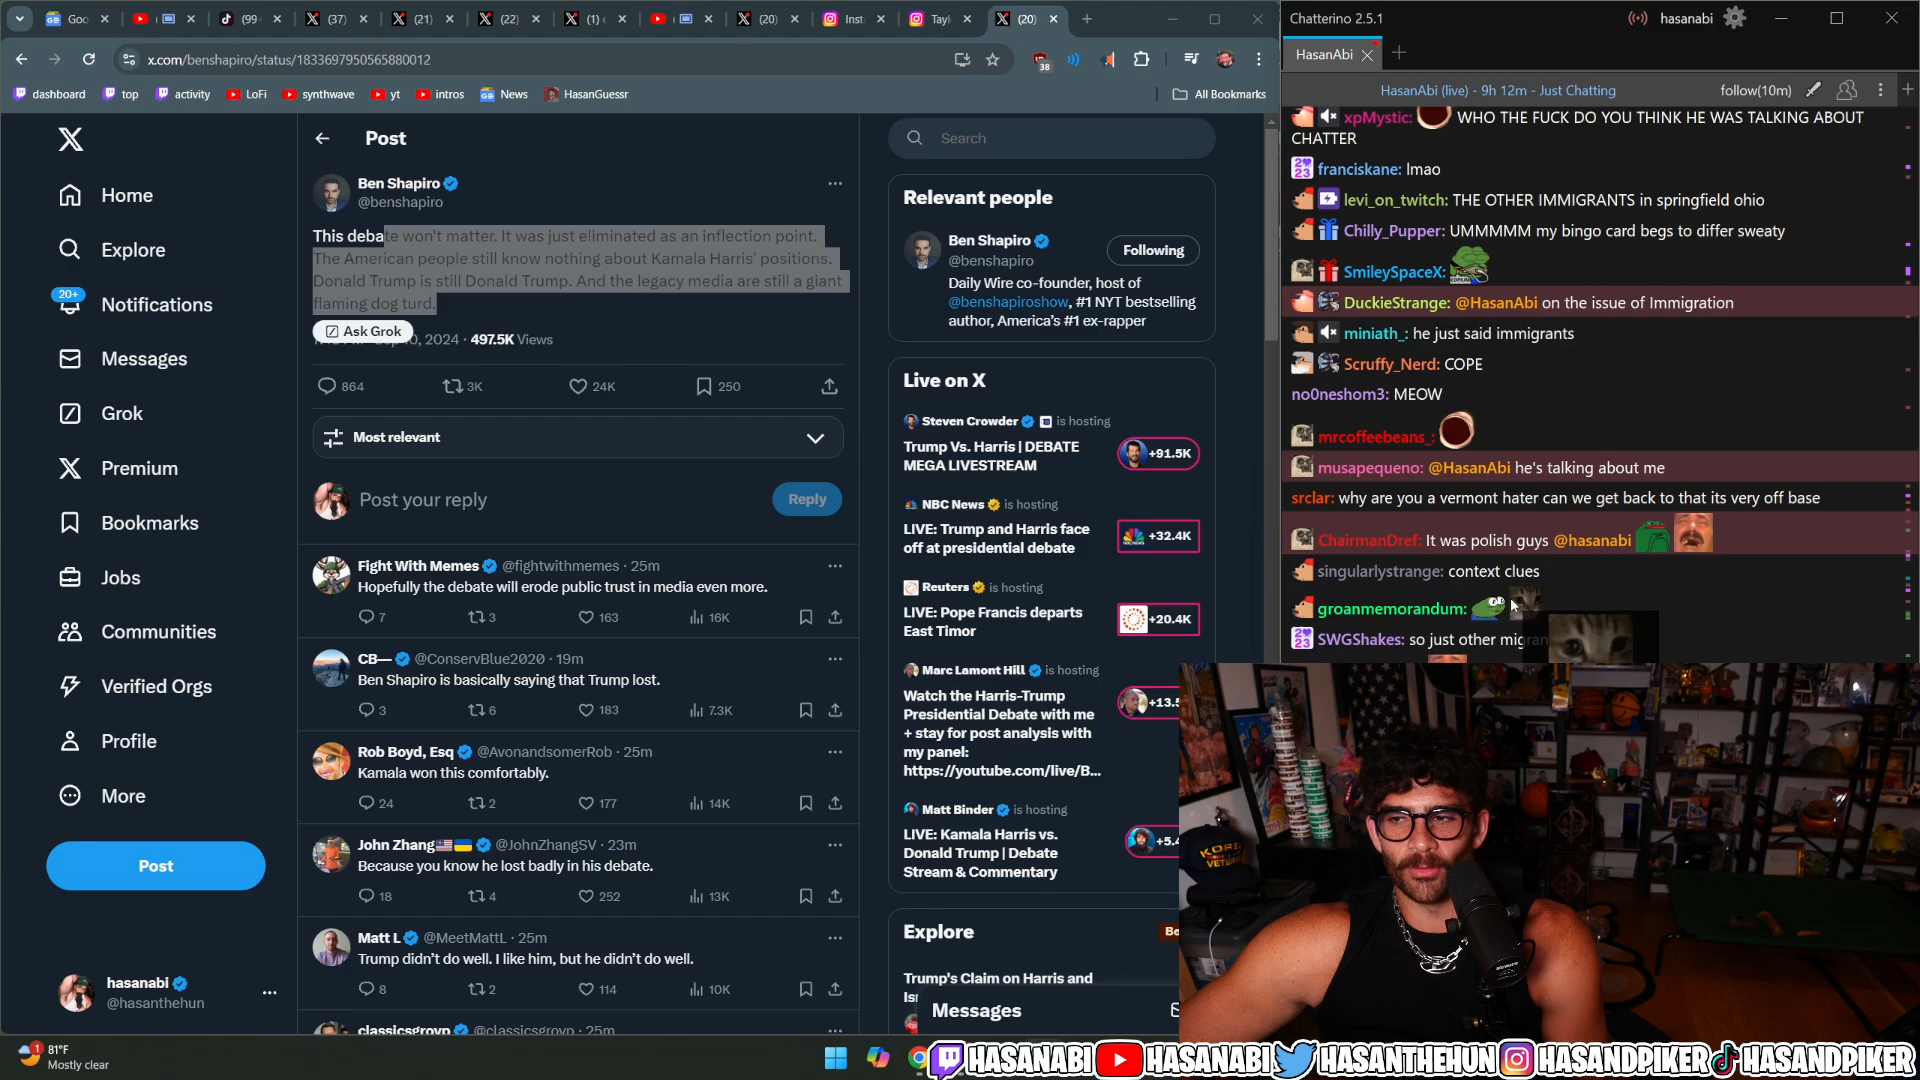 Goo
(99+
(37)
(21)
(22)
(1)
(20)
Inst
Tayl
(20)
x.com/benshapiro/status/1833697950565880012
38
dashboard
top
activity
LoFi
synthwave
yt
intros
News
HasanGuessr
All Bookmarks
Home
Explore
20+
Notifications
Messages
Grok
Premium
Bookmarks
Jobs
Communities
Verified Orgs
Profile
More
Post
hasanabi
@hasanthehun
Post
Ben Shapiro
@benshapiro
This debate won't matter. It was just eliminated as an inflection point.
The American people still know nothing about Kamala Harris' positions.
Donald Trump is still Donald Trump. And the legacy media are still a giant
flaming dog turd.
Ask Grok
2024 · 497.5K Views
864
3K
24K
250
Most relevant
Post your reply
Reply
Fight With Memes @fightwithmemes · 25m
Hopefully the debate will erode public trust in media even more.
7 3 163 16K
CB— @ConservBlue2020 · 19m
Ben Shapiro is basically saying that Trump lost.
3 6 183 7.3K
Rob Boyd, Esq @AvonandsomerRob · 25m
Kamala won this comfortably.
24 2 177 14K
John Zhang @JohnZhangSV · 23m
Because you know he lost badly in his debate.
18 4 252 13K
Matt L @MeetMattL · 25m
Trump didn't do well. I like him, but he didn't do well.
8 2 114 10K
classicsgroyp @classicsgroyp · 25m
Search
Relevant people
Ben Shapiro
@benshapiro
Following
Daily Wire co-founder, host of
@benshapiroshow, #1 NYT bestselling
author, America's #1 ex-rapper
Live on X
Steven Crowder is hosting
Trump Vs. Harris | DEBATE
MEGA LIVESTREAM
+91.5K
NBC News is hosting
LIVE: Trump and Harris face
off at presidential debate
+32.4K
Reuters is hosting
LIVE: Pope Francis departs
East Timor
+20.4K
Marc Lamont Hill is hosting
Watch the Harris-Trump
Presidential Debate with me
+ stay for post analysis with
my panel:
https://youtube.com/live/B...
+13.5
Matt Binder is hosting
LIVE: Kamala Harris vs.
Donald Trump | Debate
Stream & Commentary
+5.4
Explore
Be
Trump's Claim on Harris and
Isr
Messages
Chatterino 2.5.1
hasanabi
HasanAbi
HasanAbi (live) - 9h 12m - Just Chatting
follow(10m)
xpMystic: WHO THE FUCK DO YOU THINK HE WAS TALKING ABOUT
CHATTER
franciskane: lmao
levi_on_twitch: THE OTHER IMMIGRANTS in springfield ohio
Chilly_Pupper: UMMMMM my bingo card begs to differ sweaty
SmileySpaceX:
DuckieStrange: @HasanAbi on the issue of Immigration
miniath_: he just said immigrants
Scruffy_Nerd: COPE
no0neshom3: MEOW
mrcoffeebeans_:
musapequeno: @HasanAbi he's talking about me
srclar: why are you a vermont hater can we get back to that its very off base
ChairmanDref: It was polish guys @hasanabi
singularlystrange: context clues
groanmemorandum:
SWGShakes: so just other migran
KOREA
VETERAN
1
81°F
Mostly clear
HASANABI HASANABI HASANTHEHUN HASANDPIKER HASANDPIKER